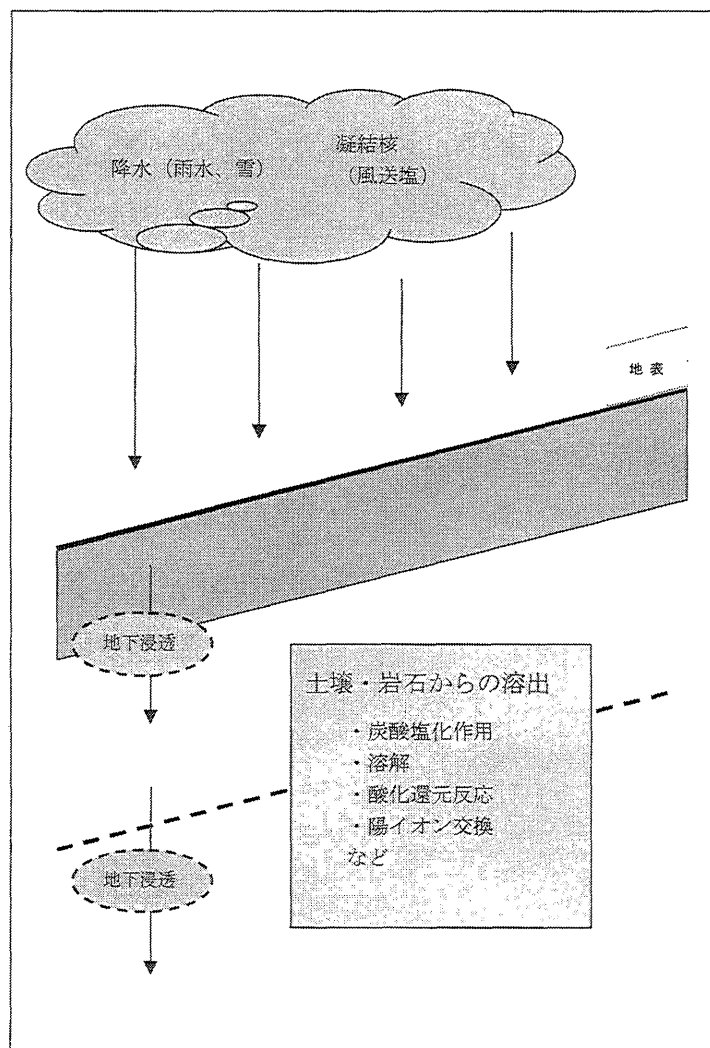 降水（雨水、雪）
凝結核
（風送塩）
地表
地下浸透
土壌・岩石からの溶出
・炭酸塩化作用
・溶解
・酸化還元反応
・陽イオン交換
など
地下浸透